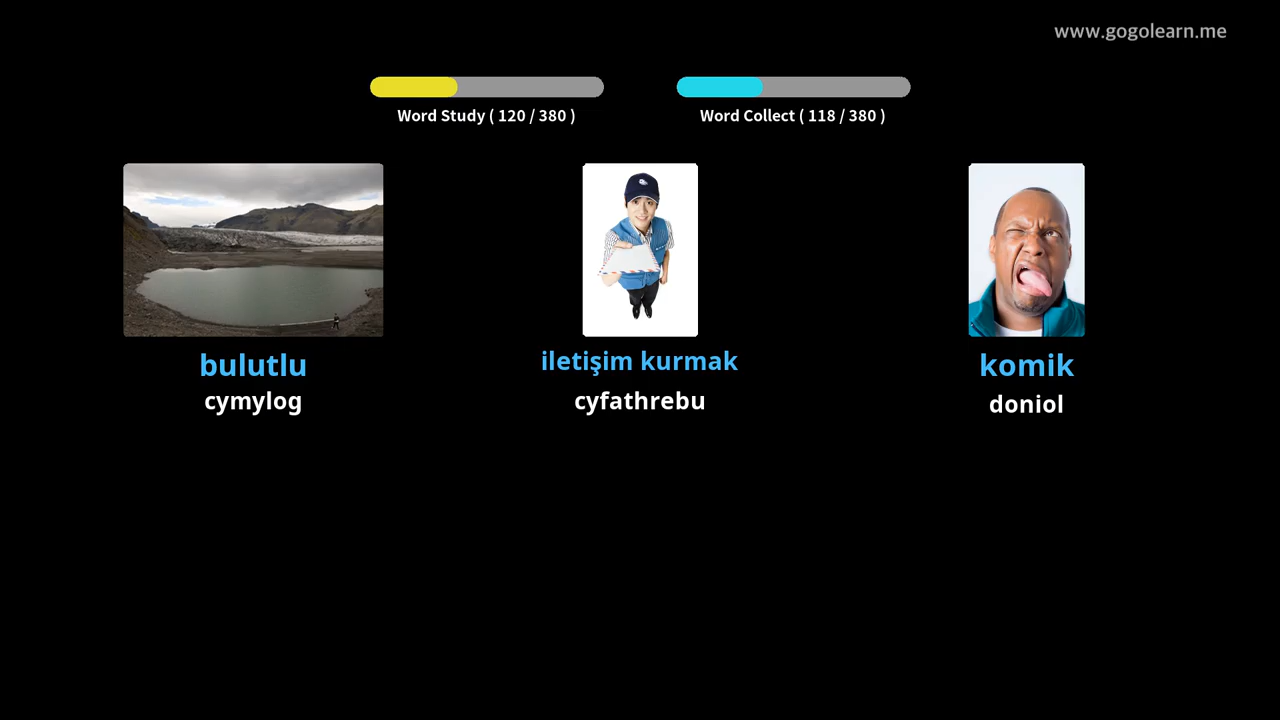 www.gogolearn.me
Word Study ( 120 / 380 )
Word Collect ( 118 / 380 )
bulutlu
cymylog
iletişim kurmak
cyfathrebu
komik
doniol